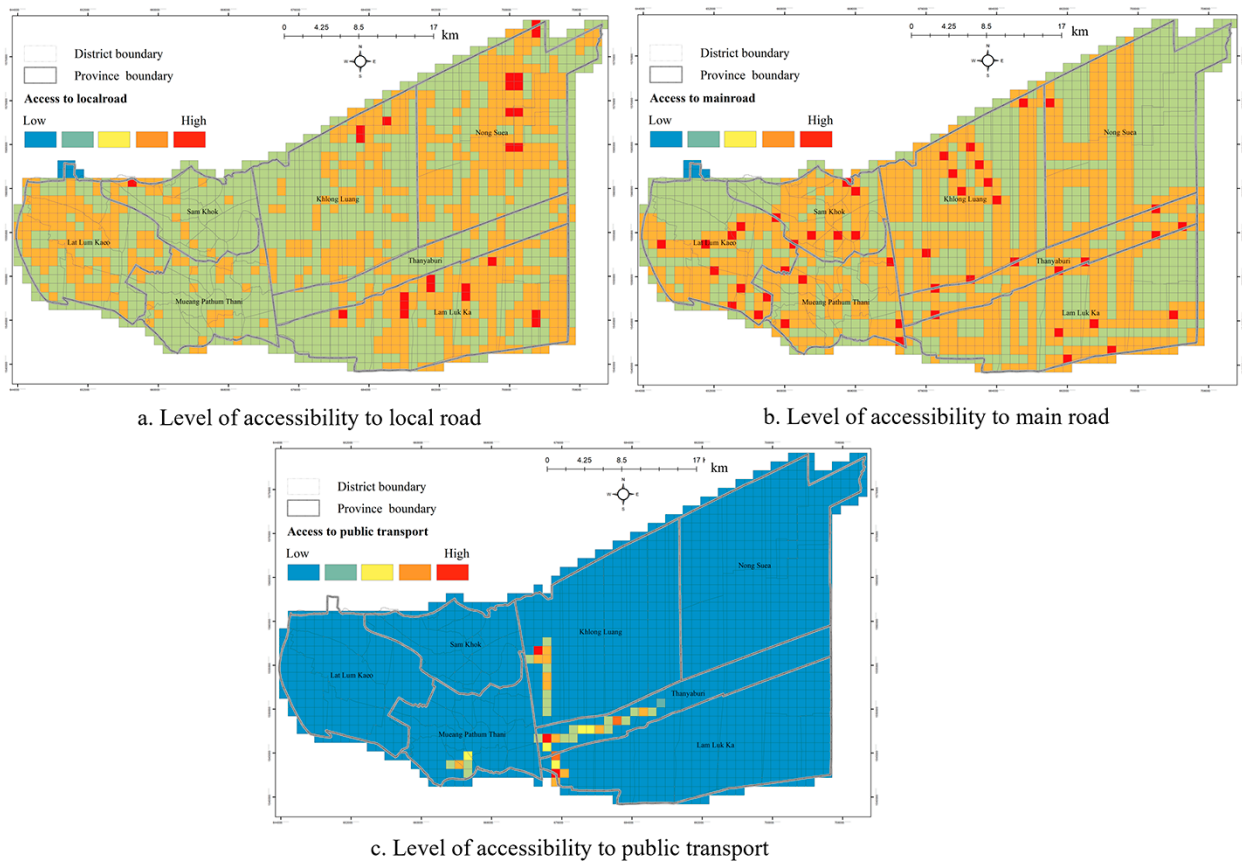 0 4.25 8.5 17
km
N
W E
S
District boundary
Province boundary
Access to localroad
Low High
Nong Suea
Khlong Luang
Sam Khok
Lat Lum Kaeo
Thanyaburi
Mueang Pathum Thani
Lam Luk Ka
a. Level of accessibility to local road
0 4.25 8.5 17
km
N
W E
S
District boundary
Province boundary
Access to mainroad
Low High
Nong Suea
Khlong Luang
Sam Khok
Lat Lum Kaeo
Thanyaburi
Mueang Pathum Thani
Lam Luk Ka
b. Level of accessibility to main road
0 4.25 8.5 17
km
N
W E
S
District boundary
Province boundary
Access to public transport
Low High
Nong Suea
Khlong Luang
Sam Khok
Lat Lum Kaeo
Thanyaburi
Mueang Pathum Thani
Lam Luk Ka
c. Level of accessibility to public transport